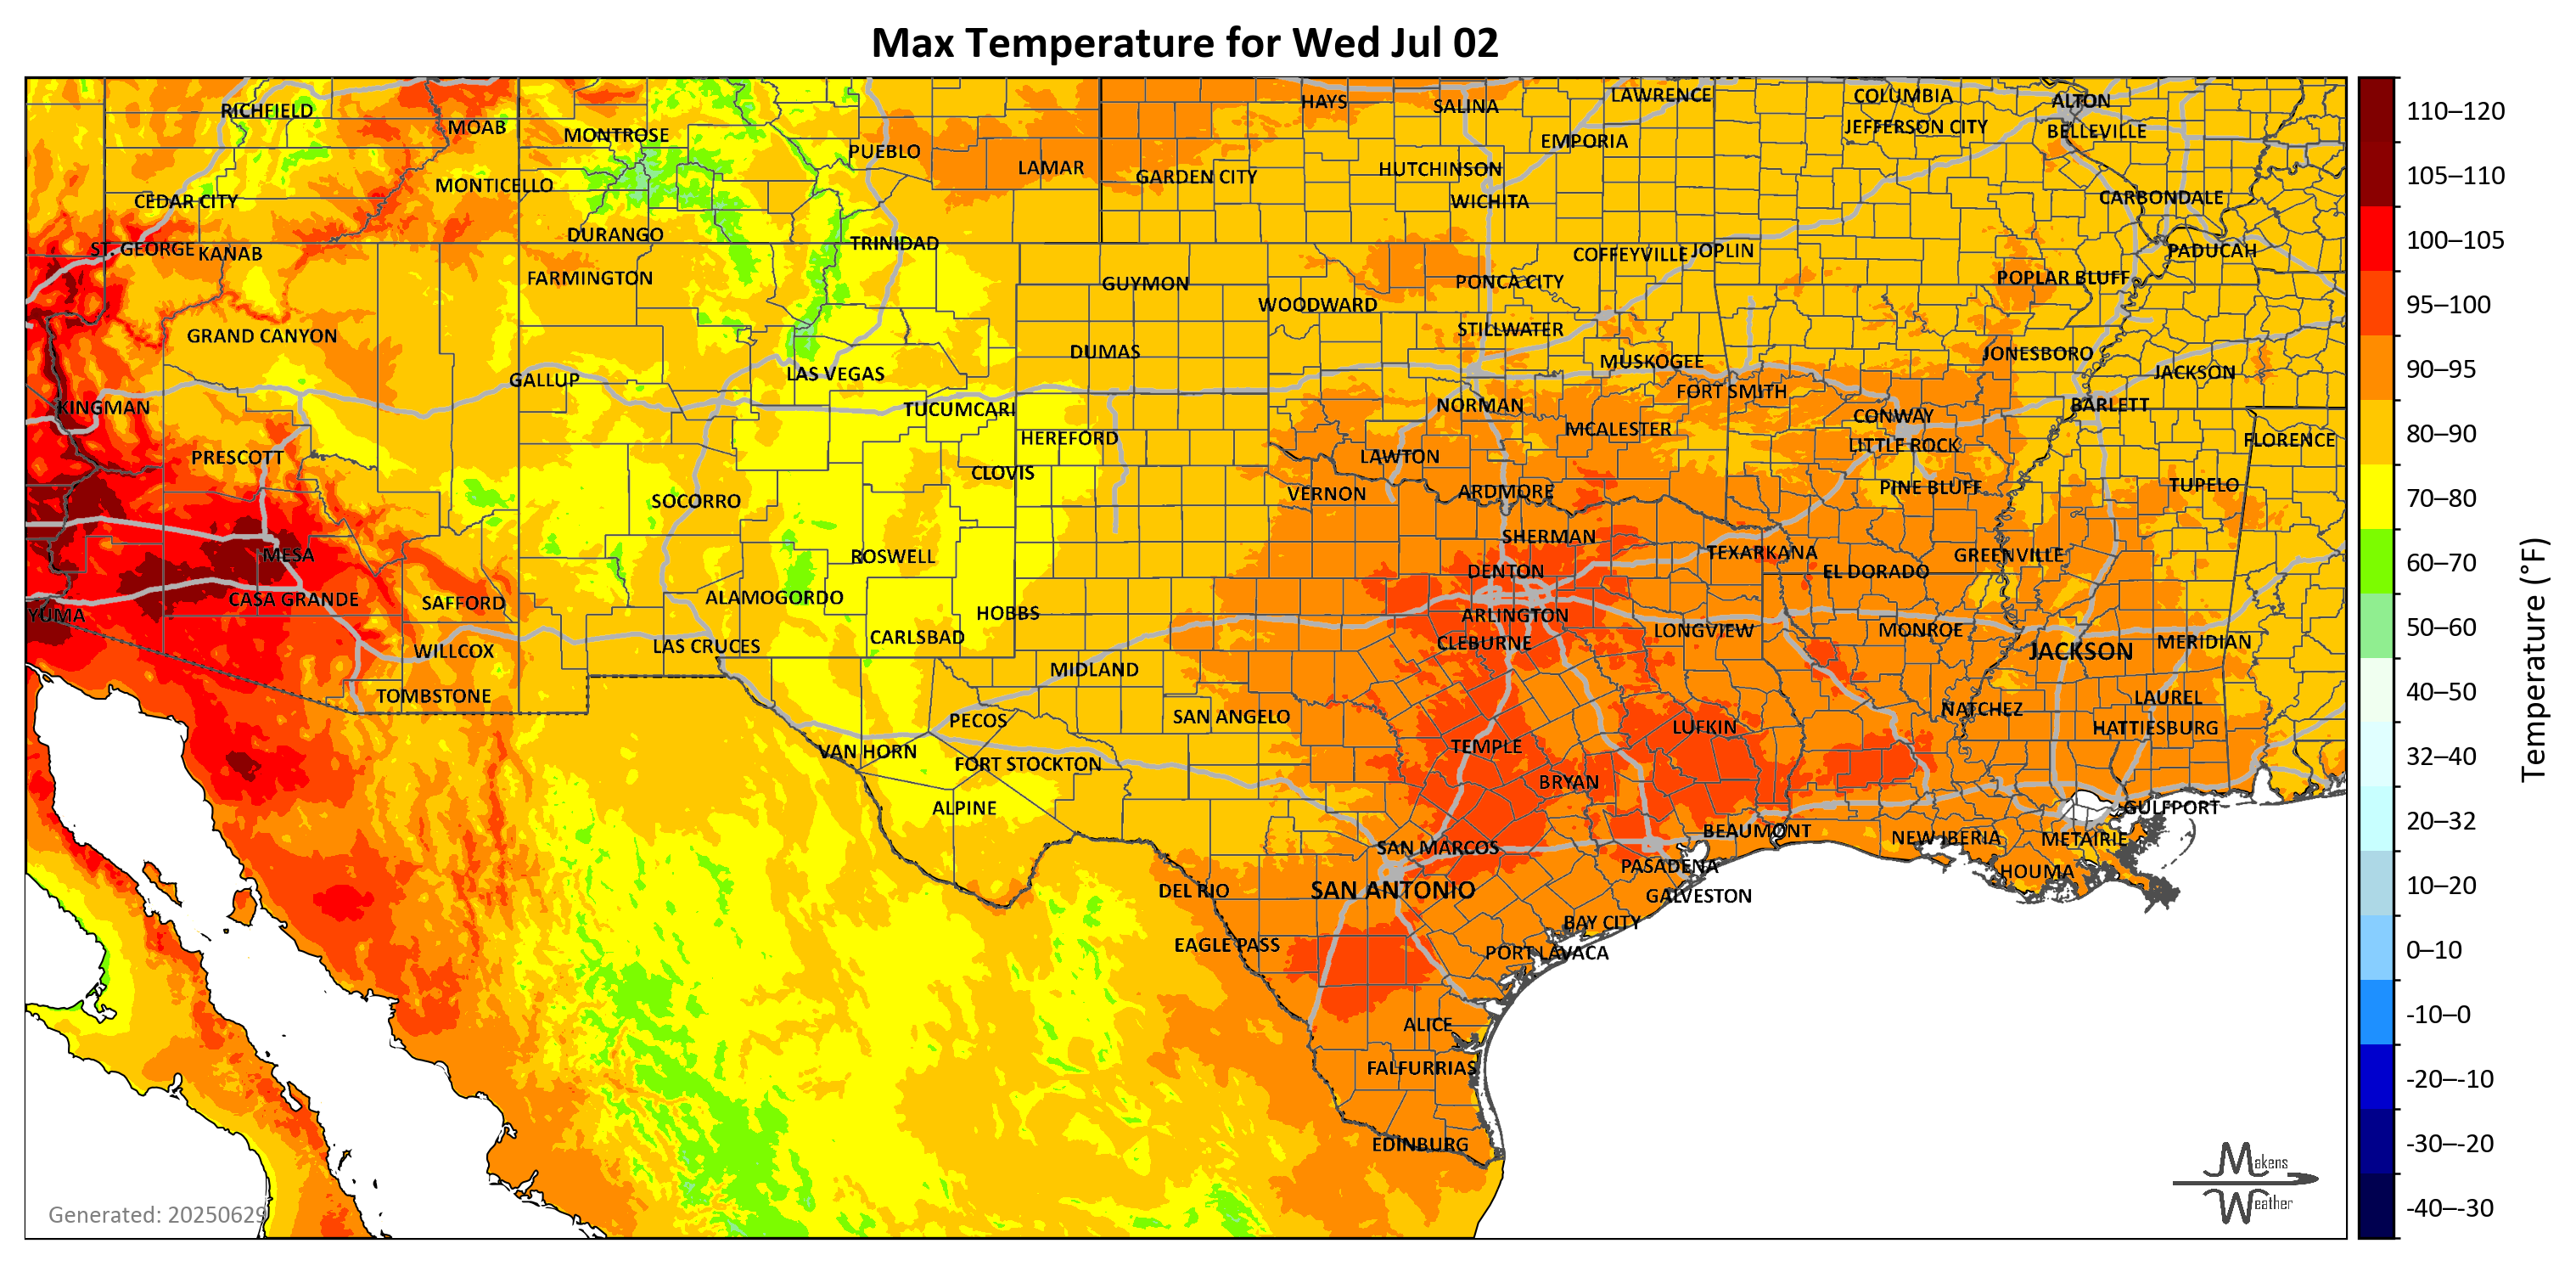 Max Temperature for Wed Jul 02
RICHFIELD
MOAB
MONTROSE
PUEBLO
LAMAR
HAYS
SALINA
LAWRENCE
COLUMBIA
ALTON
JEFFERSON CITY
BELLEVILLE
EMPORIA
HUTCHINSON
GARDEN CITY
MONTICELLO
CEDAR CITY
WICHITA
CARBONDALE
DURANGO
TRINIDAD
ST. GEORGE
KANAB
COFFEYVILLE
JOPLIN
PADUCAH
FARMINGTON
GUYMON
PONCA CITY
POPLAR BLUFF
WOODWARD
STILLWATER
GRAND CANYON
DUMAS
MUSKOGEE
JONESBORO
JACKSON
GALLUP
LAS VEGAS
FORT SMITH
KINGMAN
TUCUMCARI
NORMAN
CONWAY
BARLETT
MCALESTER
HEREFORD
LITTLE ROCK
FLORENCE
PRESCOTT
LAWTON
CLOVIS
PINE BLUFF
TUPELO
SOCORRO
VERNON
ARDMORE
SHERMAN
MESA
ROSWELL
TEXARKANA
GREENVILLE
DENTON
EL DORADO
CASA GRANDE
SAFFORD
ALAMOGORDO
HOBBS
YUMA
ARLINGTON
CARLSBAD
CLEBURNE
LONGVIEW
MONROE
MERIDIAN
WILLCOX
LAS CRUCES
JACKSON
MIDLAND
TOMBSTONE
LAUREL
PECOS
SAN ANGELO
NATCHEZ
LUFKIN
HATTIESBURG
VAN HORN
TEMPLE
FORT STOCKTON
BRYAN
ALPINE
GULFPORT
BEAUMONT
NEW IBERIA
METAIRIE
SAN MARCOS
PASADENA
HOUMA
DEL RIO
SAN ANTONIO
GALVESTON
BAY CITY
EAGLE PASS
PORT LAVACA
ALICE
FALFURRIAS
EDINBURG
Generated: 20250629
Makens
Weather
110–120
105–110
100–105
95–100
90–95
80–90
70–80
60–70
50–60
40–50
32–40
20–32
10–20
0–10
-10–0
-20–-10
-30–-20
-40–-30
Temperature (°F)